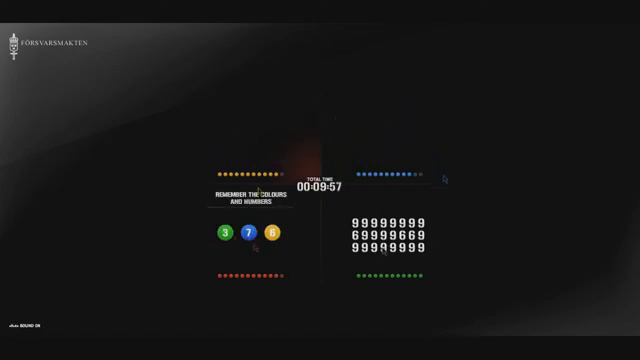 FÖRSVARSMAKTEN
TOTAL TIME
00:09:57
REMEMBER THE COLOURS
AND NUMBERS
3 7 6
99999999
69999669
99999999
SOUND ON